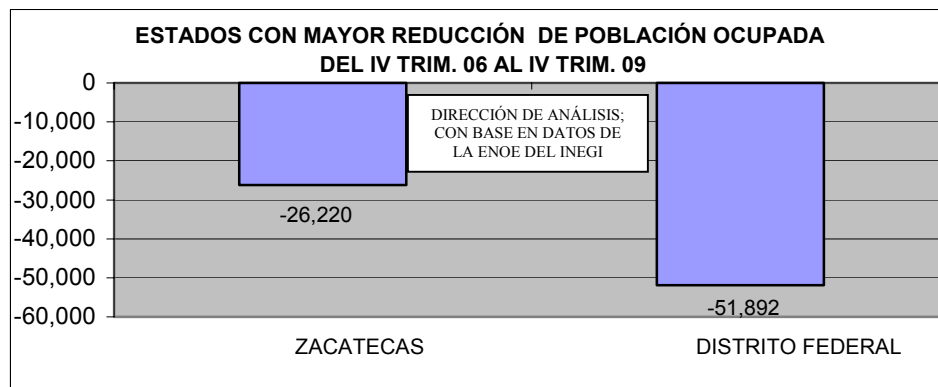 ESTADOS CON MAYOR REDUCCIÓN DE POBLACIÓN OCUPADA
DEL IV TRIM. 06 AL IV TRIM. 09
0
-10,000
-20,000
-30,000
-40,000
-50,000
-60,000
DIRECCIÓN DE ANÁLISIS;
CON BASE EN DATOS DE
LA ENOE DEL INEGI
-26,220
-51,892
ZACATECAS
DISTRITO FEDERAL